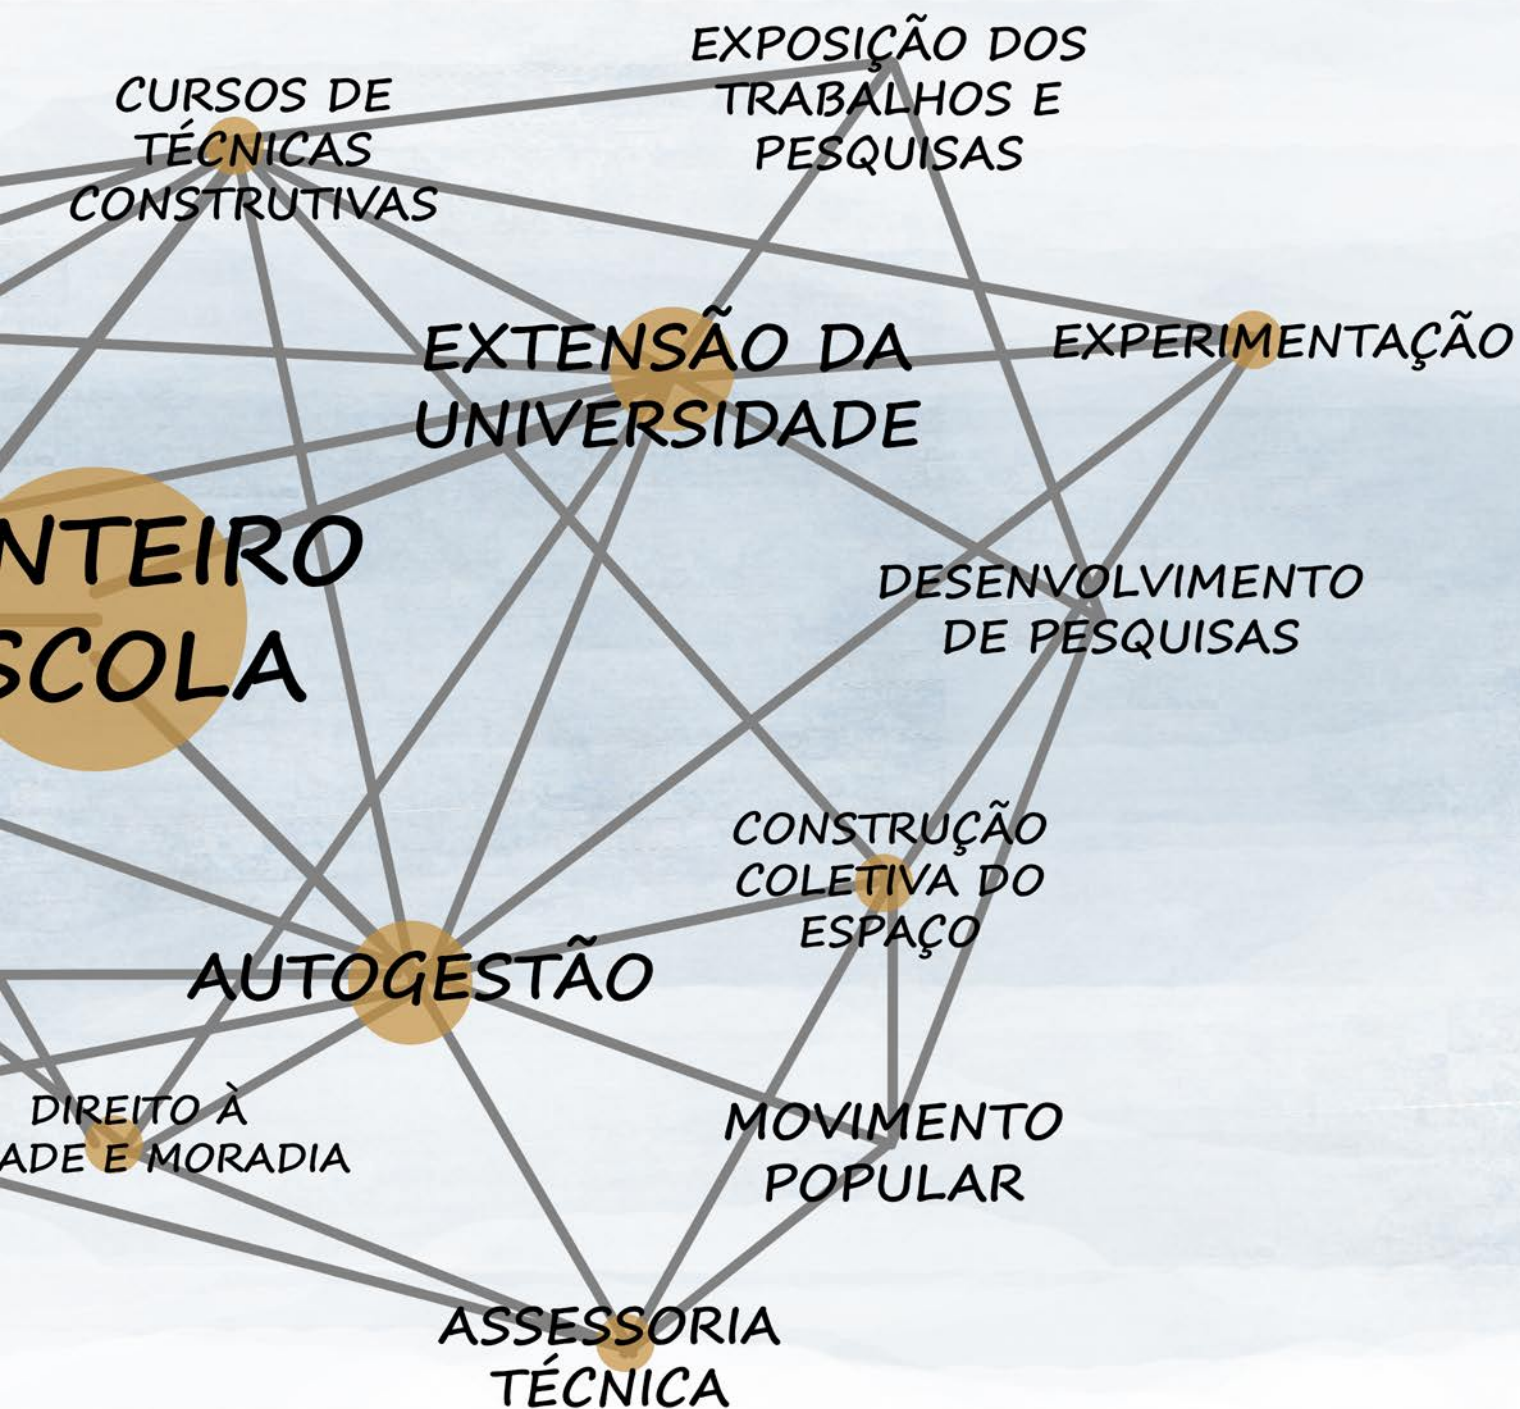 EXPOSIÇÃO DOS
TRABALHOS E
PESQUISAS
CURSOS DE
TÉCNICAS
CONSTRUTIVAS
EXTENSÃO DA
UNIVERSIDADE
EXPERIMENTAÇÃO
NTEIRO
SCOLA
DESENVOLVIMENTO
DE PESQUISAS
CONSTRUÇÃO
COLETIVA DO
ESPAÇO
AUTOGESTÃO
DIREITO À
ADE E MORADIA
MOVIMENTO
POPULAR
ASSESSORIA
TÉCNICA